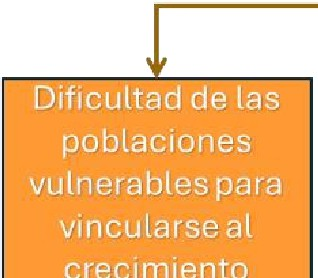 Dificultad de las
poblaciones
vulnerables para
vincularse al
crecimiento